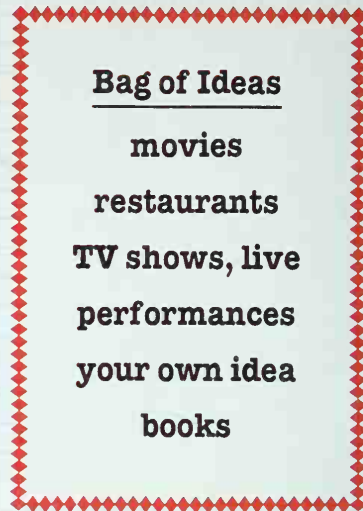 Bag of Ideas
movies
restaurants
TV shows, live
performances
your own idea
books